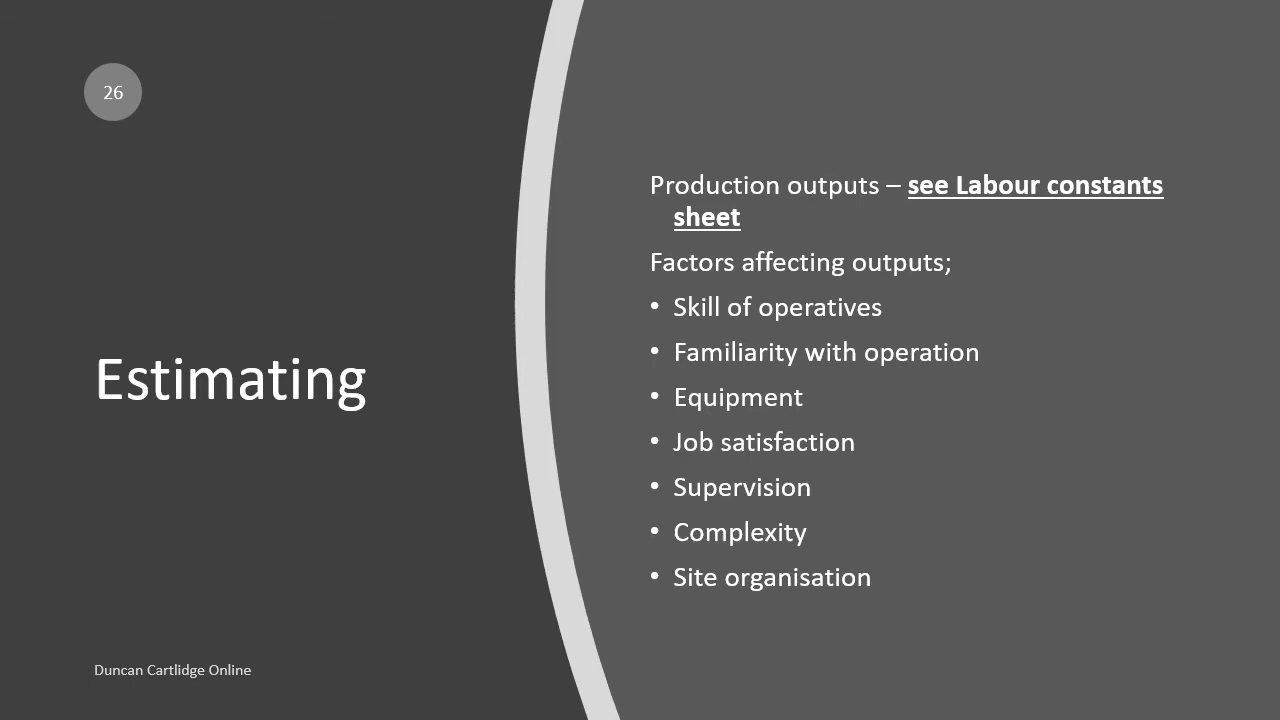 26
Estimating
Production outputs – see Labour constants
sheet
Factors affecting outputs;
• Skill of operatives
• Familiarity with operation
• Equipment
• Job satisfaction
• Supervision
• Complexity
• Site organisation
Duncan Cartlidge Online